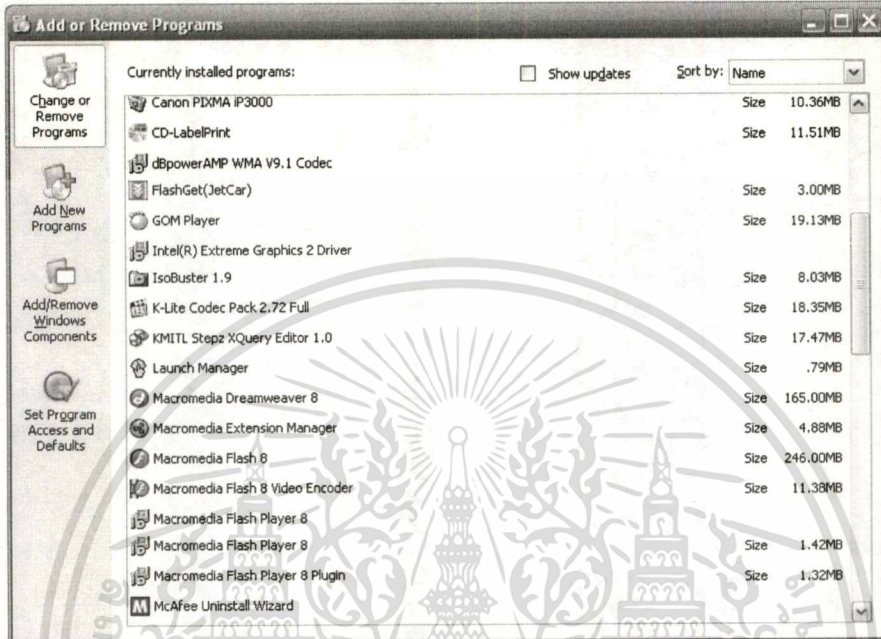 Add or Remove Programs
Change or
Remove
Programs
Add New
Programs
Add/Remove
Windows
Components
Set Program
Access and
Defaults
Currently installed programs:
Show updates
Sort by: Name
Canon PIXMA iP3000 Size 10.36MB
CD-LabelPrint Size 11.51MB
dBpowerAMP WMA V9.1 Codec
FlashGet(JetCar) Size 3.00MB
GOM Player Size 19.13MB
Intel(R) Extreme Graphics 2 Driver
IsoBuster 1.9 Size 8.03MB
K-Lite Codec Pack 2.72 Full Size 18.35MB
KMITL Stepz XQuery Editor 1.0 Size 17.47MB
Launch Manager Size .79MB
Macromedia Dreamweaver 8 Size 165.00MB
Macromedia Extension Manager Size 4.88MB
Macromedia Flash 8 Size 246.00MB
Macromedia Flash 8 Video Encoder Size 11.38MB
Macromedia Flash Player 8
Macromedia Flash Player 8 Size 1.42MB
Macromedia Flash Player 8 Plugin Size 1.32MB
McAfee Uninstall Wizard